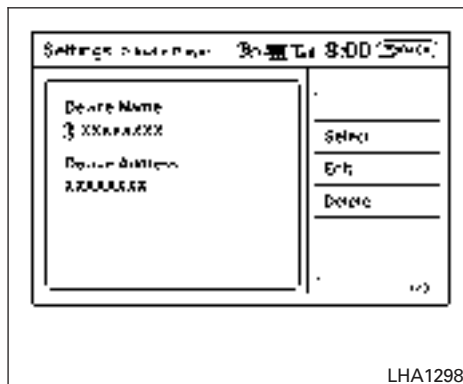 Settings 8:00
Device Name
XXXXXXXX
Select
Device Address
Edit
XXXXXXXX
Delete
LHA1298